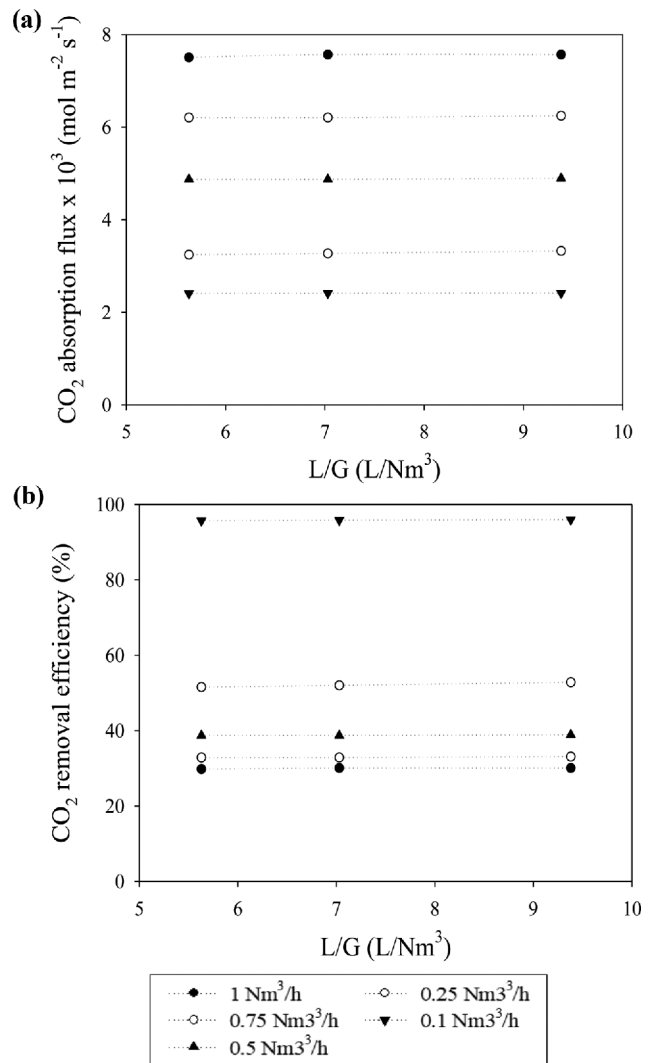 (a)
CO₂ absorption flux x 10³ (mol m⁻² s⁻¹)
8
6
4
2
0
5 6 7 8 9 10
L/G (L/Nm³)
(b)
CO₂ removal efficiency (%)
100
80
60
40
20
0
5 6 7 8 9 10
L/G (L/Nm³)
1 Nm³/h 0.25 Nm3³/h
0.75 Nm3³/h 0.1 Nm3³/h
0.5 Nm3³/h